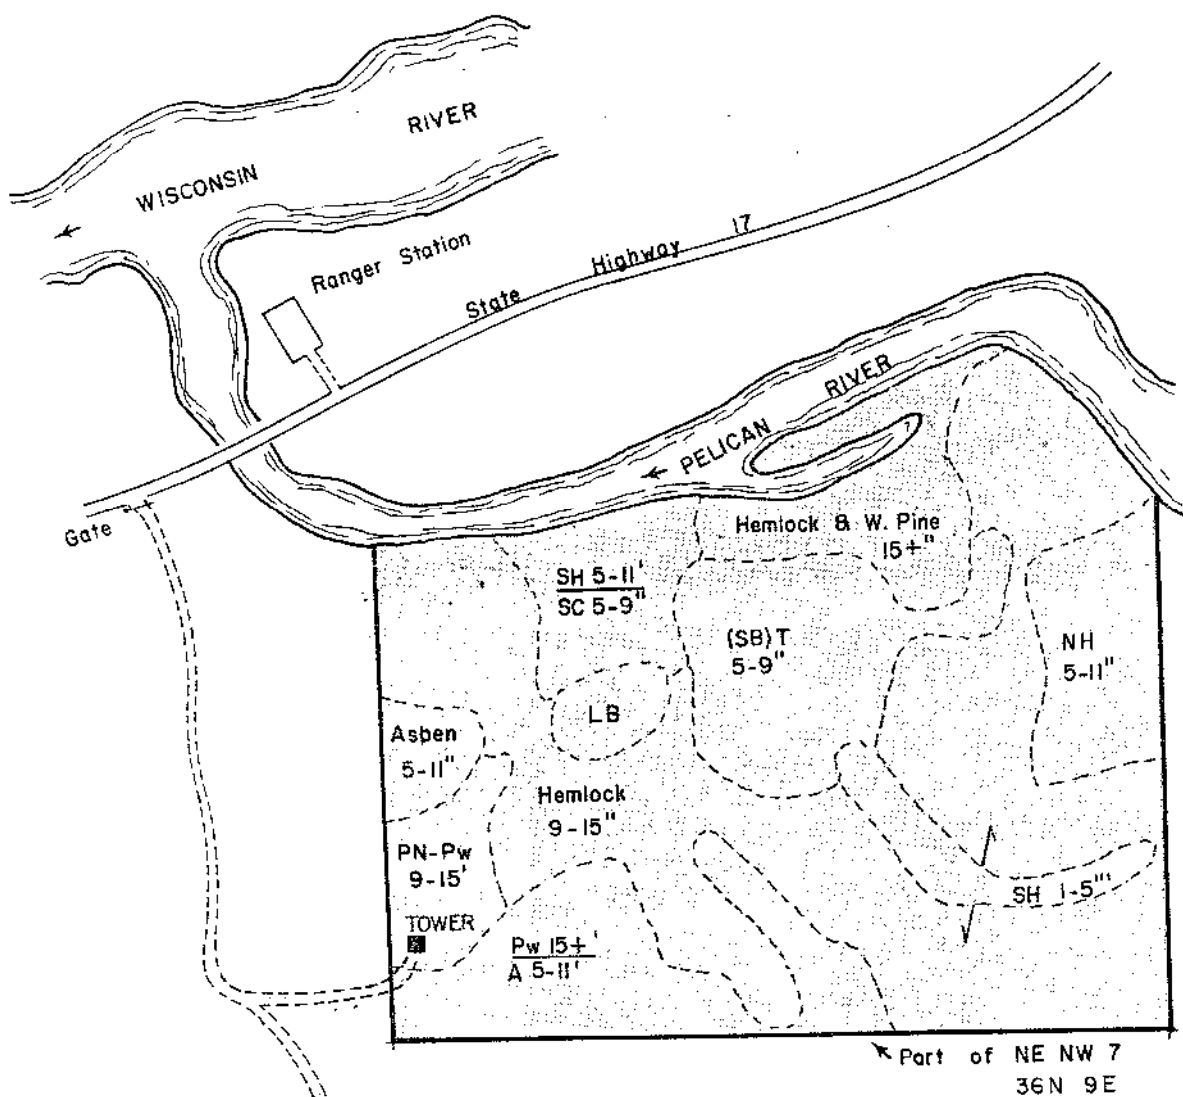 RIVER
WISCONSIN
Ranger Station
State Highway 17
PELICAN RIVER
Gate
Hemlock & W. Pine
15+"
SH 5-11'
SC 5-9"
(SB) T
5-9"
NH
5-11"
LB
Aspen
5-11"
Hemlock
9-15"
PN-Pw
9-15'
SH 1-5"'
TOWER
Pw 15+'
A 5-11'
Part of NE NW 7
36N 9E